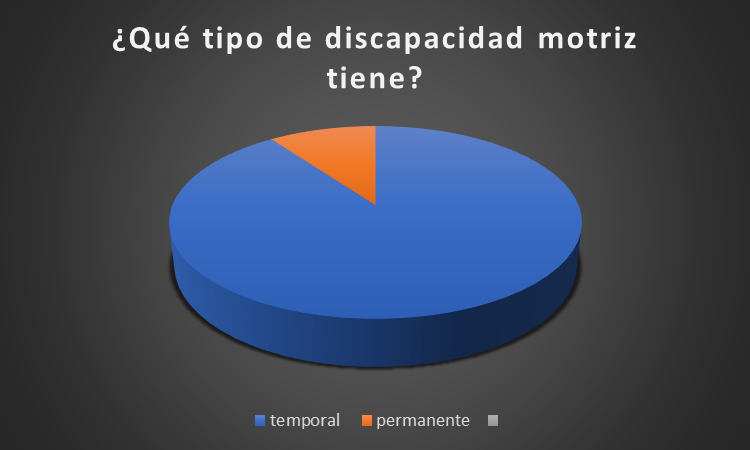 ¿Qué tipo de discapacidad motriz
tiene?
temporal permanente